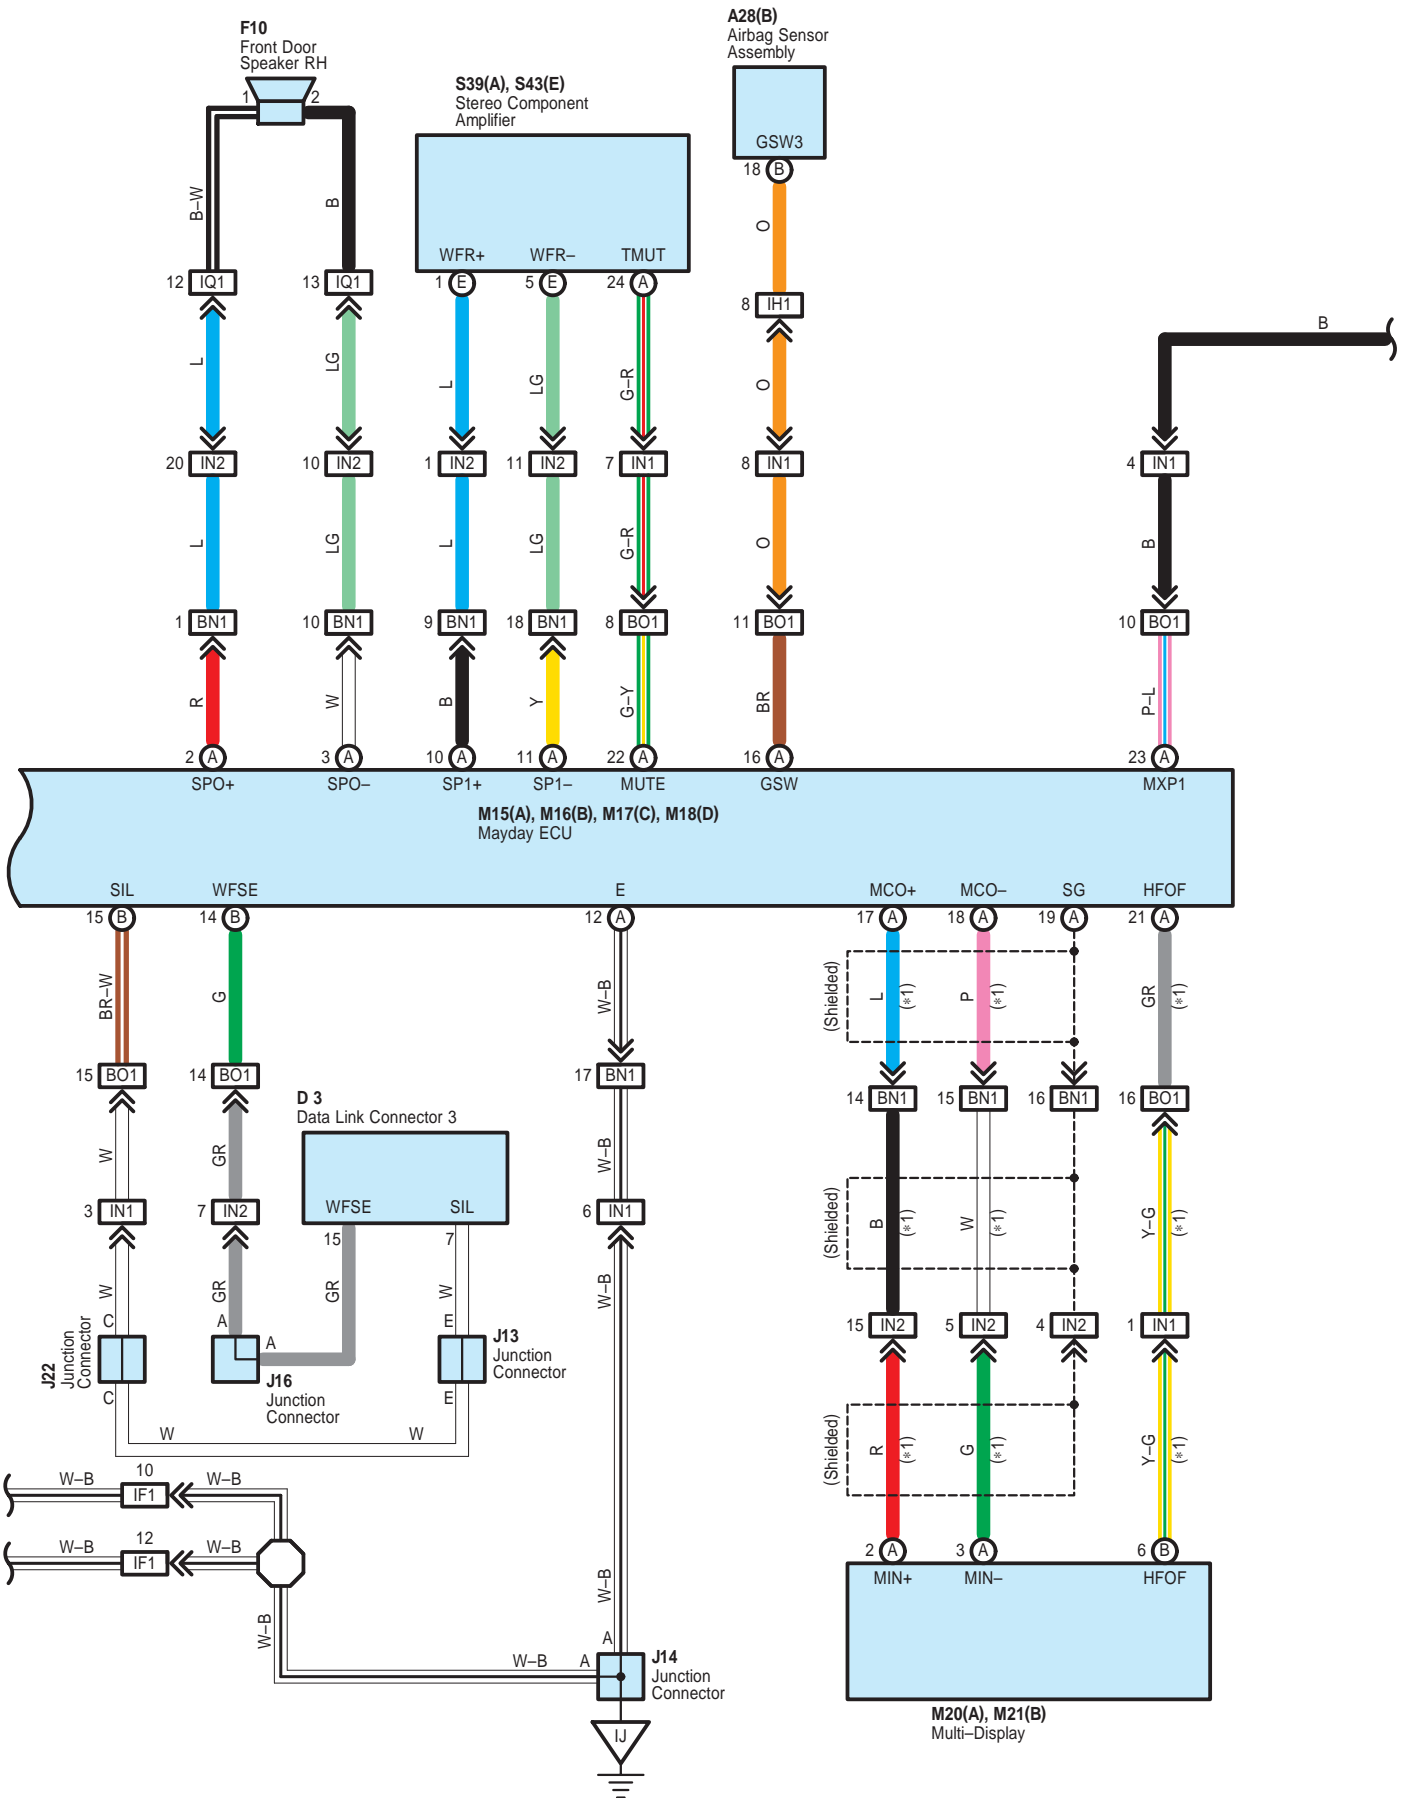 F10
Front Door
Speaker RH
1 2
A28(B)
Airbag Sensor
Assembly
GSW3
18 B
S39(A), S43(E)
Stereo Component
Amplifier
WFR+ WFR– TMUT
1 E 5 E 24 A
B–W B O
12 IQ1 13 IQ1 8 IH1
B
L LG L LG G–R O
20 IN2 10 IN2 1 IN2 11 IN2 7 IN1 8 IN1 4 IN1
L LG L LG G–R O B
1 BN1 10 BN1 9 BN1 18 BN1 8 BO1 11 BO1 10 BO1
R W B Y G–Y BR P–L
2 A 3 A 10 A 11 A 22 A 16 A 23 A
SPO+ SPO– SP1+ SP1– MUTE GSW MXP1
M15(A), M16(B), M17(C), M18(D)
Mayday ECU
SIL WFSE E MCO+ MCO– SG HFOF
15 B 14 B 12 A 17 A 18 A 19 A 21 A
BR–W G W–B (Shielded) L (*1) P (*1) GR (*1)
15 BO1 14 BO1 17 BN1
14 BN1 15 BN1 16 BN1 16 BO1
D 3
Data Link Connector 3
W GR W–B
WFSE SIL
3 IN1 7 IN2 6 IN1
15 7
(Shielded) B (*1) W (*1) Y–G (*1)
W GR GR W W–B
C A A E
15 IN2 5 IN2 4 IN2 1 IN1
J22
Junction
Connector
J16
Junction
Connector
J13
Junction
Connector
C E
W W
(Shielded) R (*1) G (*1) Y–G (*1)
W–B 10 W–B
IF1
W–B 12 W–B
IF1
W–B
W–B
2 A 3 A 6 B
MIN+ MIN– HFOF
A
W–B A
J14
Junction
Connector
IJ
M20(A), M21(B)
Multi–Display